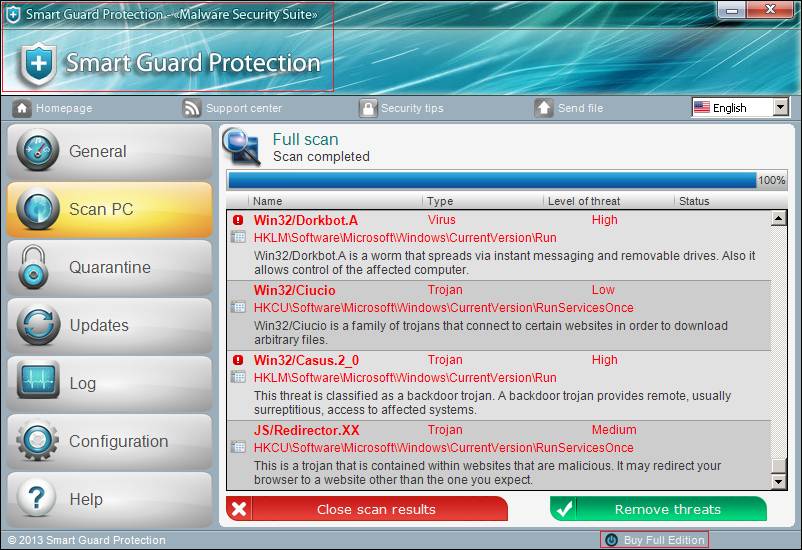 Smart Guard Protection - «Malware Security Suite»
Smart Guard Protection
Homepage
Support center
Security tips
Send file
English
General
Scan PC
Quarantine
Updates
Log
Configuration
Help
Full scan
Scan completed
100%
Name Type Level of threat Status
Win32/Dorkbot.A Virus High
HKLM\Software\Microsoft\Windows\CurrentVersion\Run
Win32/Dorkbot.A is a worm that spreads via instant messaging and removable drives. Also it
allows control of the affected computer.
Win32/Ciucio Trojan Low
HKCU\Software\Microsoft\Windows\CurrentVersion\RunServicesOnce
Win32/Ciucio is a family of trojans that connect to certain websites in order to download
arbitrary files.
Win32/Casus.2_0 Trojan High
HKLM\Software\Microsoft\Windows\CurrentVersion\Run
This threat is classified as a backdoor trojan. A backdoor trojan provides remote, usually
surreptitious, access to affected systems.
JS/Redirector.XX Trojan Medium
HKCU\Software\Microsoft\Windows\CurrentVersion\RunServicesOnce
This is a trojan that is contained within websites that are malicious. It may redirect your
browser to a website other than the one you expect.
Close scan results
Remove threats
© 2013 Smart Guard Protection
Buy Full Edition